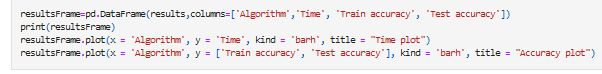 resultsFrame=pd.DataFrame(results,columns=['Algorithm','Time', 'Train accuracy', 'Test accuracy'])
print(resultsFrame)
resultsFrame.plot(x = 'Algorithm', y = 'Time', kind = 'barh', title = "Time plot")
resultsFrame.plot(x = 'Algorithm', y = ['Train accuracy', 'Test accuracy'], kind = 'barh', title = "Accuracy plot")